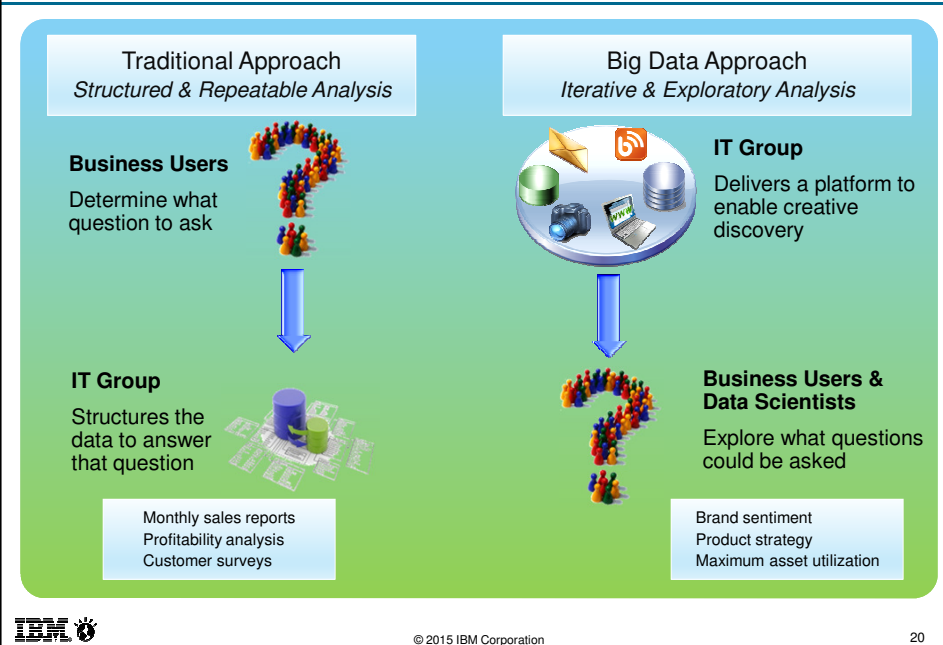 Traditional Approach
Structured & Repeatable Analysis
Business Users
Determine what
question to ask
IT Group
Structures the
data to answer
that question
Monthly sales reports
Profitability analysis
Customer surveys
Big Data Approach
Iterative & Exploratory Analysis
www
IT Group
Delivers a platform to
enable creative
discovery
Business Users &
Data Scientists
Explore what questions
could be asked
Brand sentiment
Product strategy
Maximum asset utilization
IBM
© 2015 IBM Corporation
20